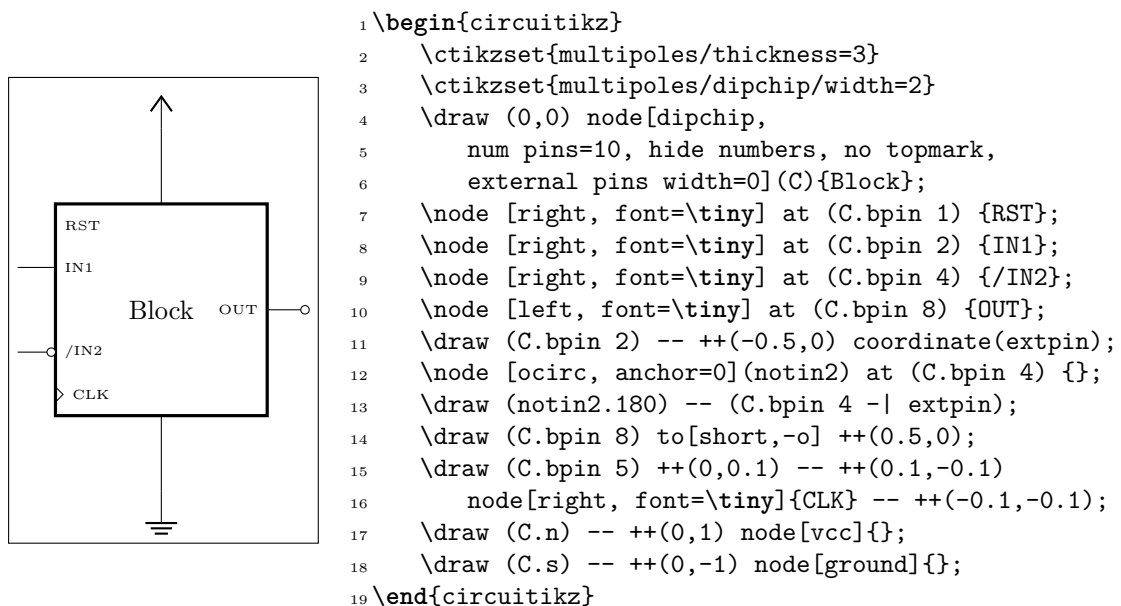 RST
IN1
Block OUT
/IN2
CLK
1 \begin{circuitikz}
2     \ctikzset{multipoles/thickness=3}
3     \ctikzset{multipoles/dipchip/width=2}
4     \draw (0,0) node[dipchip,
5        num pins=10, hide numbers, no topmark,
6        external pins width=0](C){Block};
7     \node [right, font=\tiny] at (C.bpin 1) {RST};
8     \node [right, font=\tiny] at (C.bpin 2) {IN1};
9     \node [right, font=\tiny] at (C.bpin 4) {/IN2};
10     \node [left, font=\tiny] at (C.bpin 8) {OUT};
11     \draw (C.bpin 2) -- ++(-0.5,0) coordinate(extpin);
12     \node [ocirc, anchor=0](notin2) at (C.bpin 4) {};
13     \draw (notin2.180) -- (C.bpin 4 -| extpin);
14     \draw (C.bpin 8) to[short,-o] ++(0.5,0);
15     \draw (C.bpin 5) ++(0,0.1) -- ++(0.1,-0.1)
16        node[right, font=\tiny]{CLK} -- ++(-0.1,-0.1);
17     \draw (C.n) -- ++(0,1) node[vcc]{};
18     \draw (C.s) -- ++(0,-1) node[ground]{};
19 \end{circuitikz}